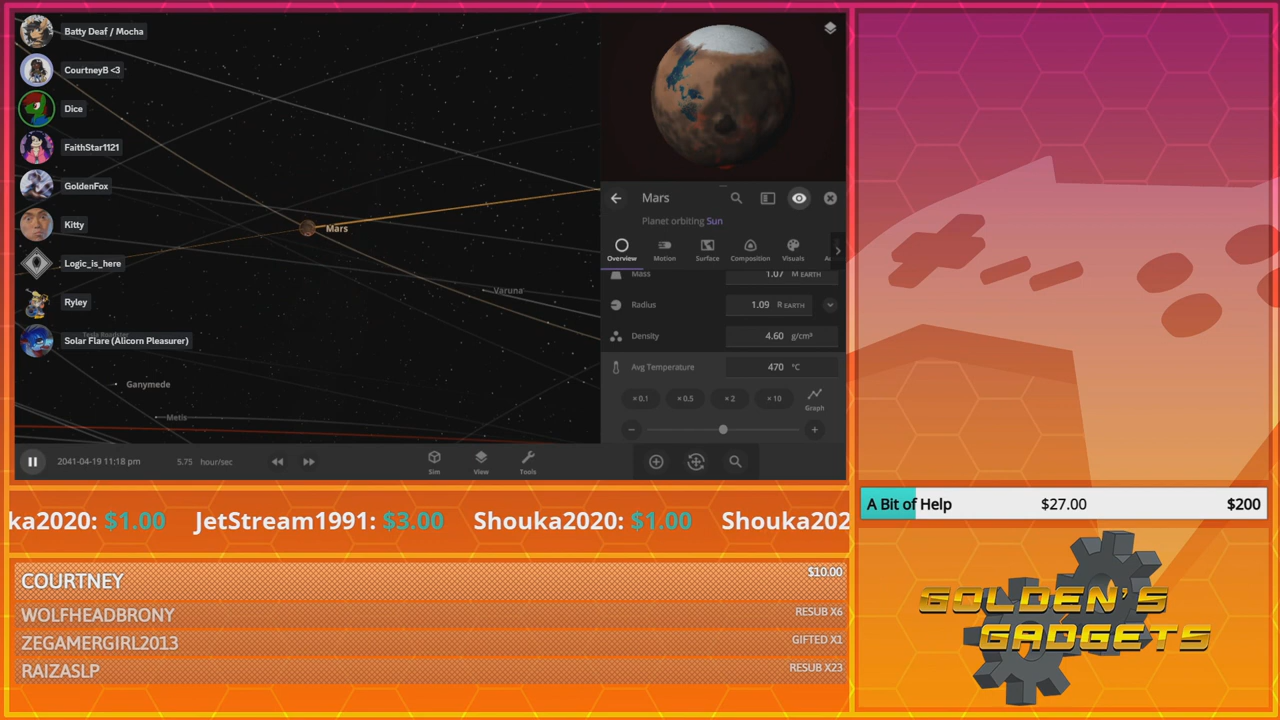 Batty Deaf / Mocha
CourtneyB <3
Dice
FaithStar1121
GoldenFox
Kitty
Logic_is_here
Ryley
Tesla Roadster
Solar Flare (Alicorn Pleasurer)
Mars
Varuna
Ganymede
Metis
Mars
Planet orbiting Sun
Overview
Motion
Surface
Composition
Visuals
Mass 1.07 M EARTH
Radius 1.09 R EARTH
Density 4.60 g/cm³
Avg Temperature 470 °C
× 0.1 × 0.5 × 2 × 10 Graph
2041-04-19 11:18 pm 5.75 hour/sec
Sim View Tools
ka2020: $1.00 JetStream1991: $3.00 Shouka2020: $1.00 Shouka202
COURTNEY $10.00
WOLFHEADBRONY RESUB X6
ZEGAMERGIRL2013 GIFTED X1
RAIZASLP RESUB X23
A Bit of Help $27.00 $200
GOLDEN'S
GADGETS